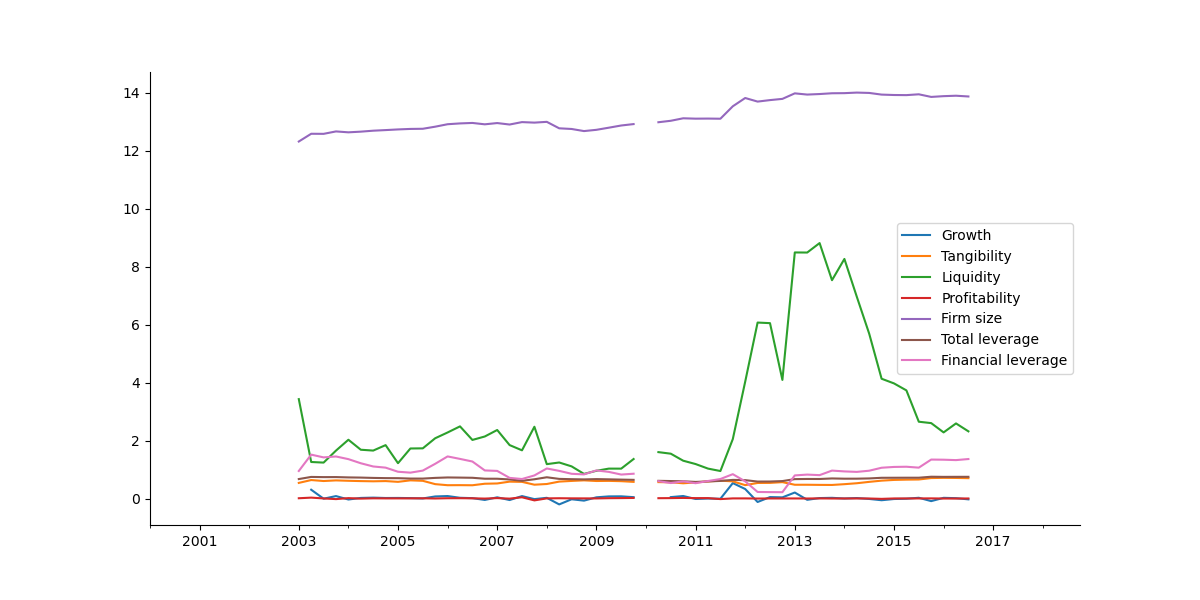 14
12
10
8
6
4
2
0
2001 2003 2005 2007 2009 2011 2013 2015 2017
Growth
Tangibility
Liquidity
Profitability
Firm size
Total leverage
Financial leverage